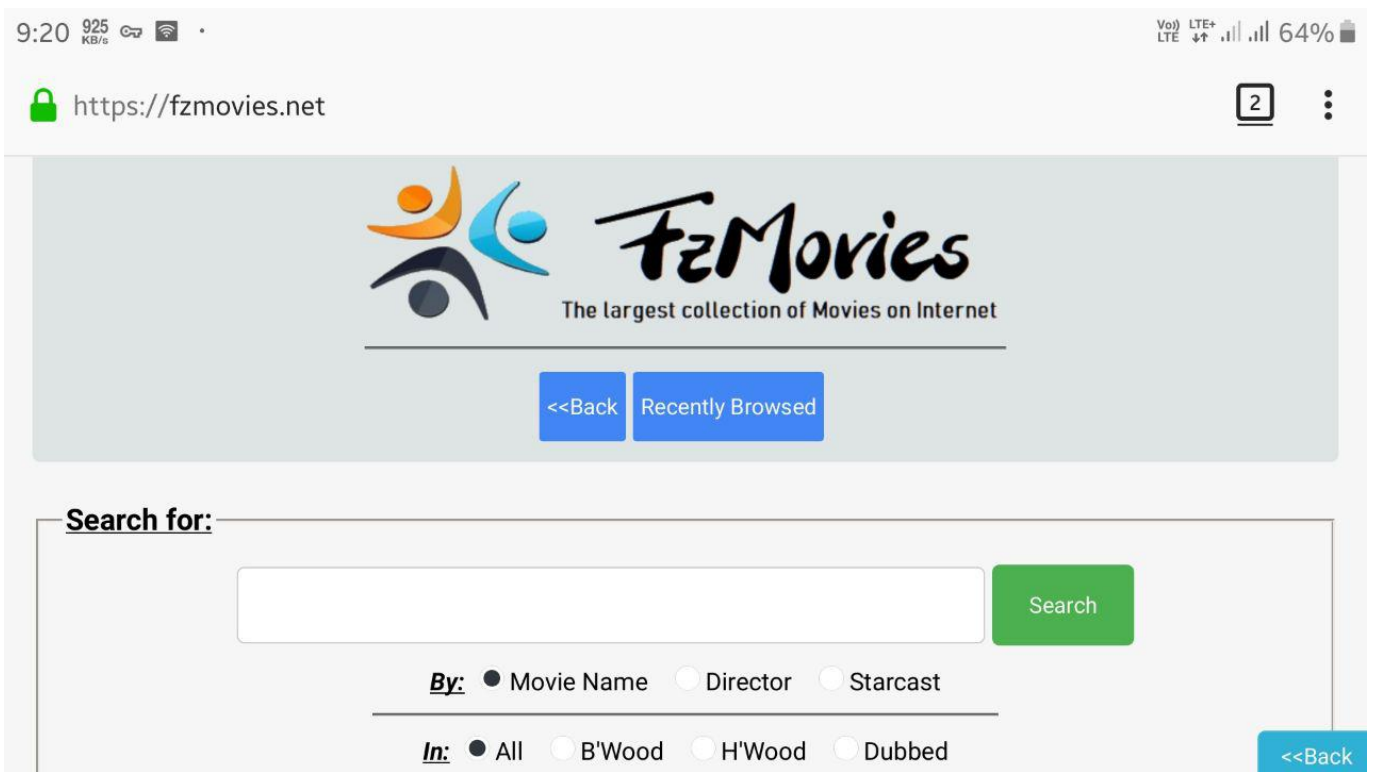 9:20 925 KB/s
Vo)) LTE LTE+ 64%
https://fzmovies.net 2
FzMovies
The largest collection of Movies on Internet
<<Back Recently Browsed
Search for:
Search
By: Movie Name Director Starcast
In: All B'Wood H'Wood Dubbed
<<Back